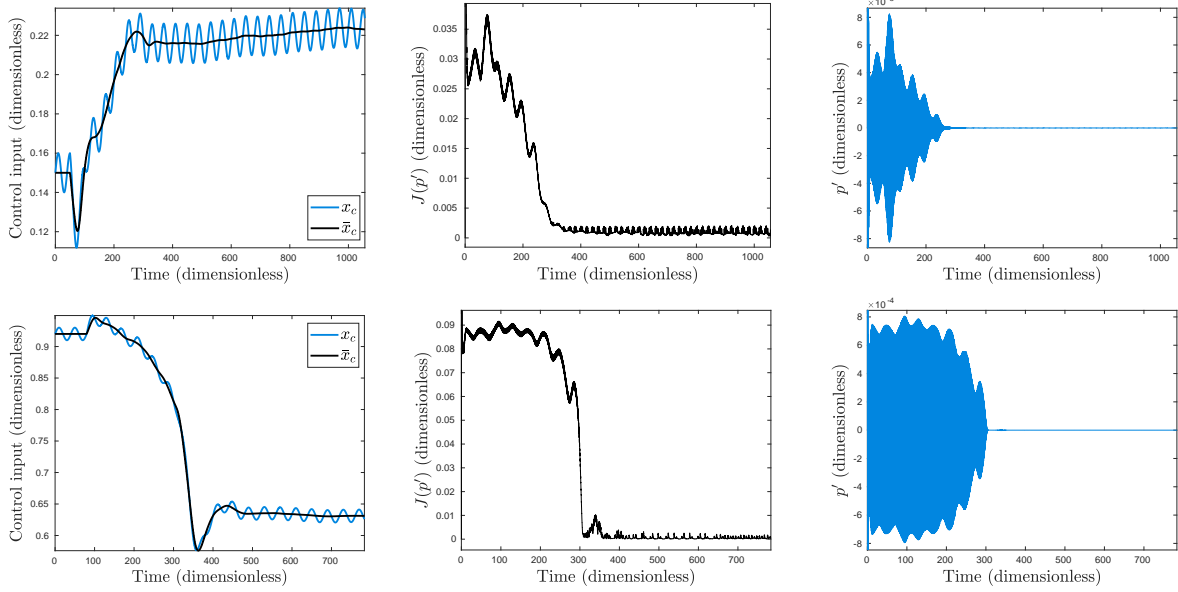 Control input (dimensionless)
0.22
0.2
0.18
0.16
0.14
0.12
0 200 400 600 800 1000
Time (dimensionless)
x_c
x̄_c
J(p′) (dimensionless)
0.035
0.03
0.025
0.02
0.015
0.01
0.005
0
0 200 400 600 800 1000
Time (dimensionless)
p′ (dimensionless)
8
6
4
2
0
-2
-4
-6
-8
0 200 400 600 800 1000
Time (dimensionless)
Control input (dimensionless)
0.9
0.85
0.8
0.75
0.7
0.65
0.6
0 100 200 300 400 500 600 700
Time (dimensionless)
x_c
x̄_c
J(p′) (dimensionless)
0.09
0.08
0.07
0.06
0.05
0.04
0.03
0.02
0.01
0
0 100 200 300 400 500 600 700
Time (dimensionless)
p′ (dimensionless)
×10⁻⁴
8
6
4
2
0
-2
-4
-6
-8
0 100 200 300 400 500 600 700
Time (dimensionless)